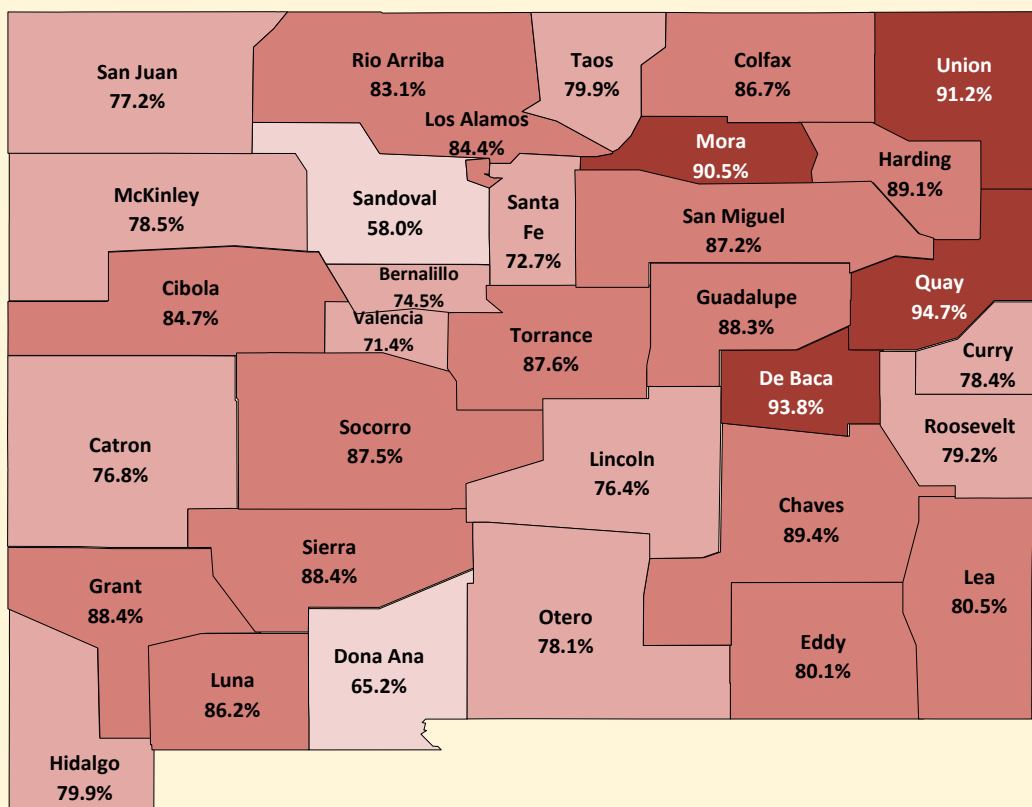 San Juan
77.2%
Rio Arriba
83.1%
Taos
79.9%
Colfax
86.7%
Union
91.2%
Los Alamos
84.4%
Mora
90.5%
Harding
89.1%
McKinley
78.5%
Sandoval
58.0%
Santa
Fe
72.7%
San Miguel
87.2%
Bernalillo
74.5%
Cibola
84.7%
Valencia
71.4%
Torrance
87.6%
Guadalupe
88.3%
Quay
94.7%
Curry
78.4%
De Baca
93.8%
Roosevelt
79.2%
Catron
76.8%
Socorro
87.5%
Lincoln
76.4%
Chaves
89.4%
Sierra
88.4%
Grant
88.4%
Otero
78.1%
Lea
80.5%
Eddy
80.1%
Dona Ana
65.2%
Luna
86.2%
Hidalgo
79.9%